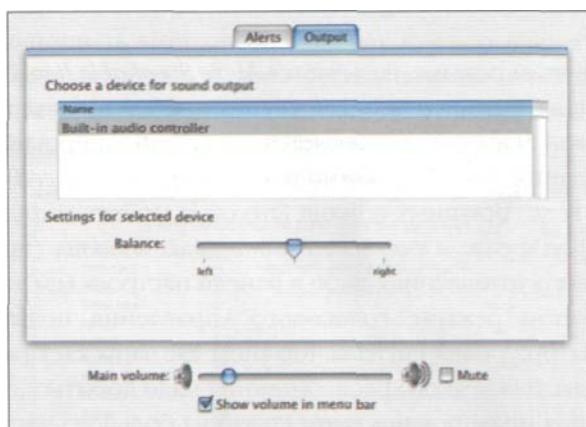 Alerts Output
Choose a device for sound output
Name
Built-in audio controller
Settings for selected device
Balance:
left right
Main volume: Mute
Show volume in menu bar